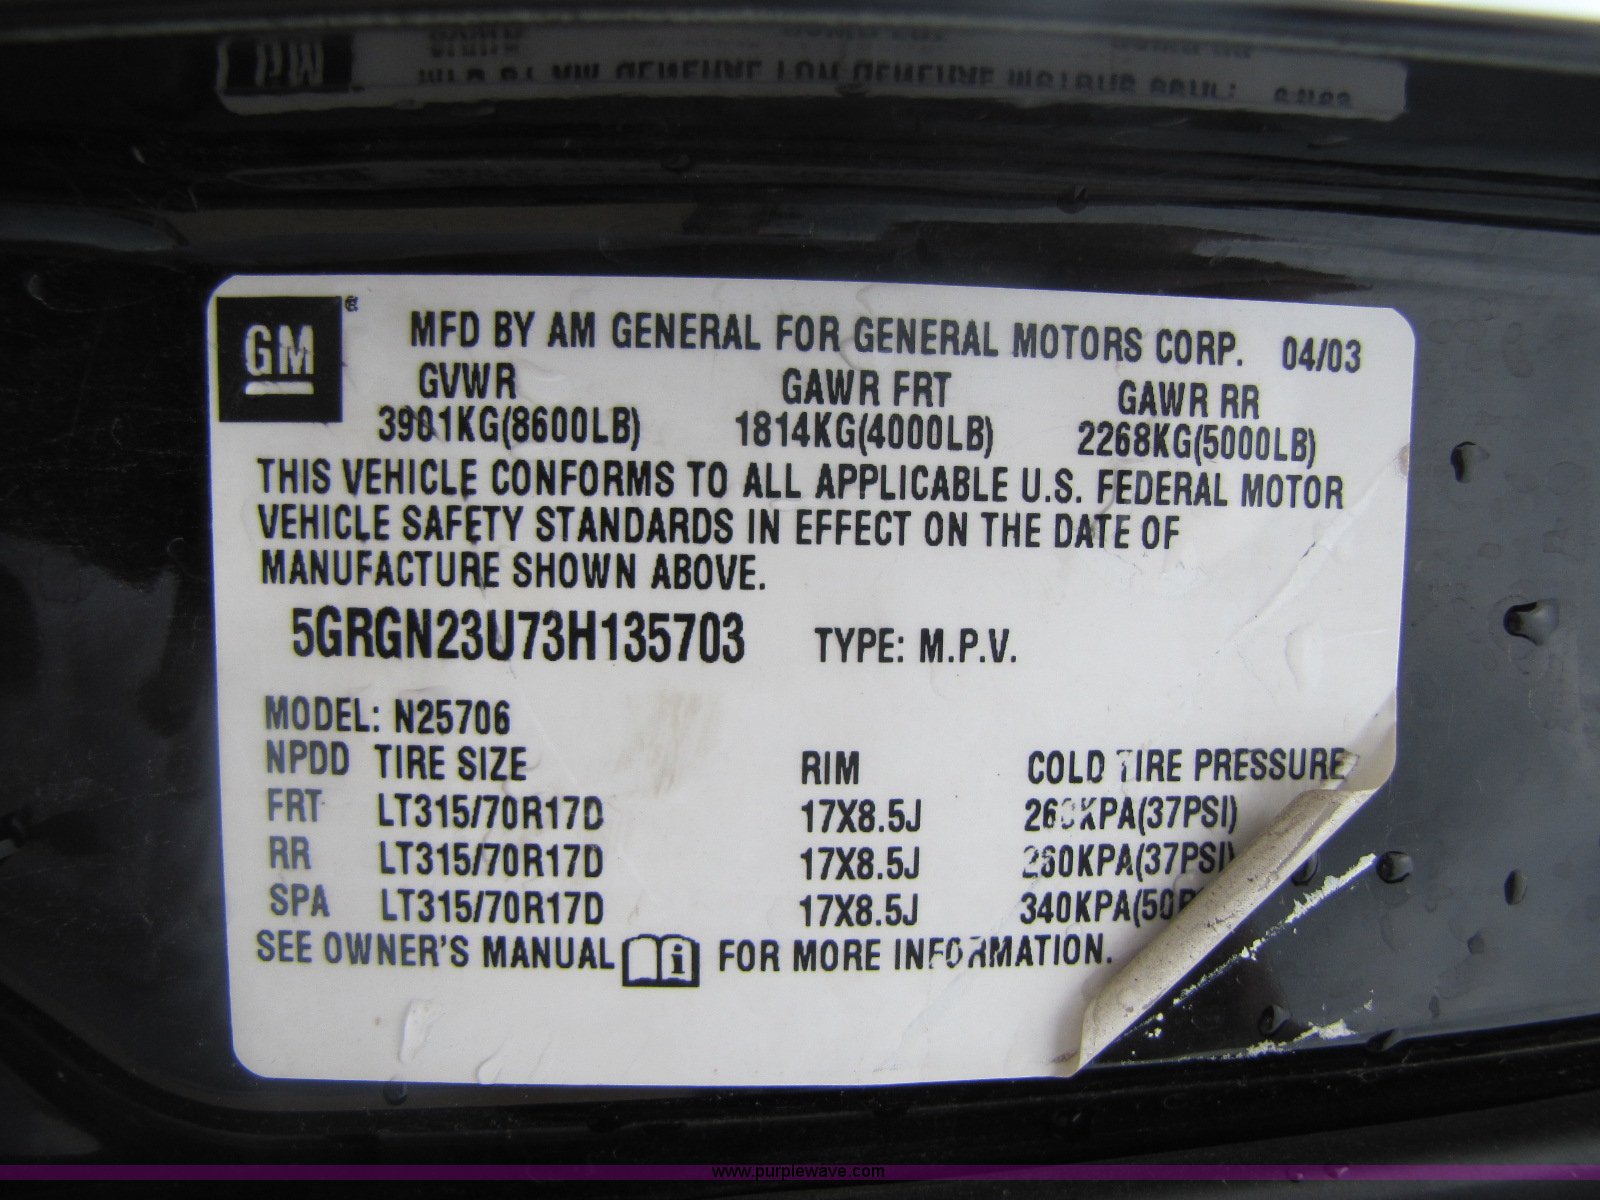 GM®
MFD BY AM GENERAL FOR GENERAL MOTORS CORP. 04/03
GVWR GAWR FRT GAWR RR
3901KG(8600LB) 1814KG(4000LB) 2268KG(5000LB)
THIS VEHICLE CONFORMS TO ALL APPLICABLE U.S. FEDERAL MOTOR
VEHICLE SAFETY STANDARDS IN EFFECT ON THE DATE OF
MANUFACTURE SHOWN ABOVE.
5GRGN23U73H135703 TYPE: M.P.V.
MODEL: N25706
NPDD TIRE SIZE RIM COLD TIRE PRESSURE
FRT LT315/70R17D 17X8.5J 260KPA(37PSI)
RR LT315/70R17D 17X8.5J 260KPA(37PSI)
SPA LT315/70R17D 17X8.5J 340KPA(50P
SEE OWNER'S MANUAL i FOR MORE INFORMATION.
www.purplewave.com